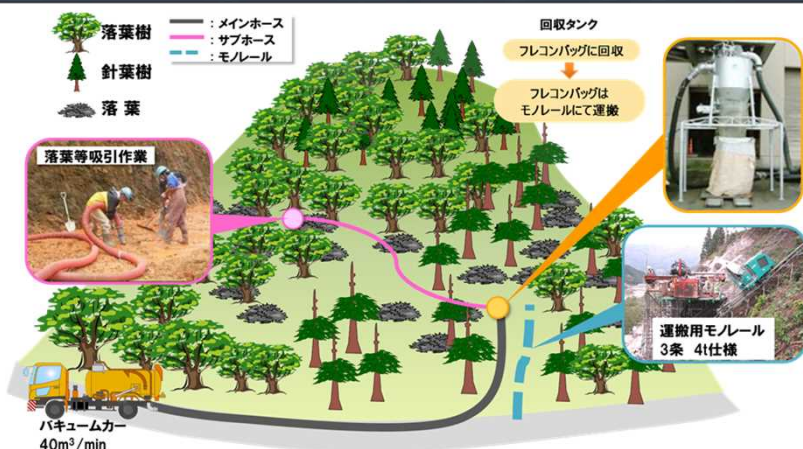 落葉樹
針葉樹
落 葉
: メインホース
: サブホース
: モノレール
回収タンク
フレコンバッグに回収
フレコンバッグは
モノレールにて運搬
落葉等吸引作業
運搬用モノレール
3条 4t仕様
バキュームカー
40m³/min